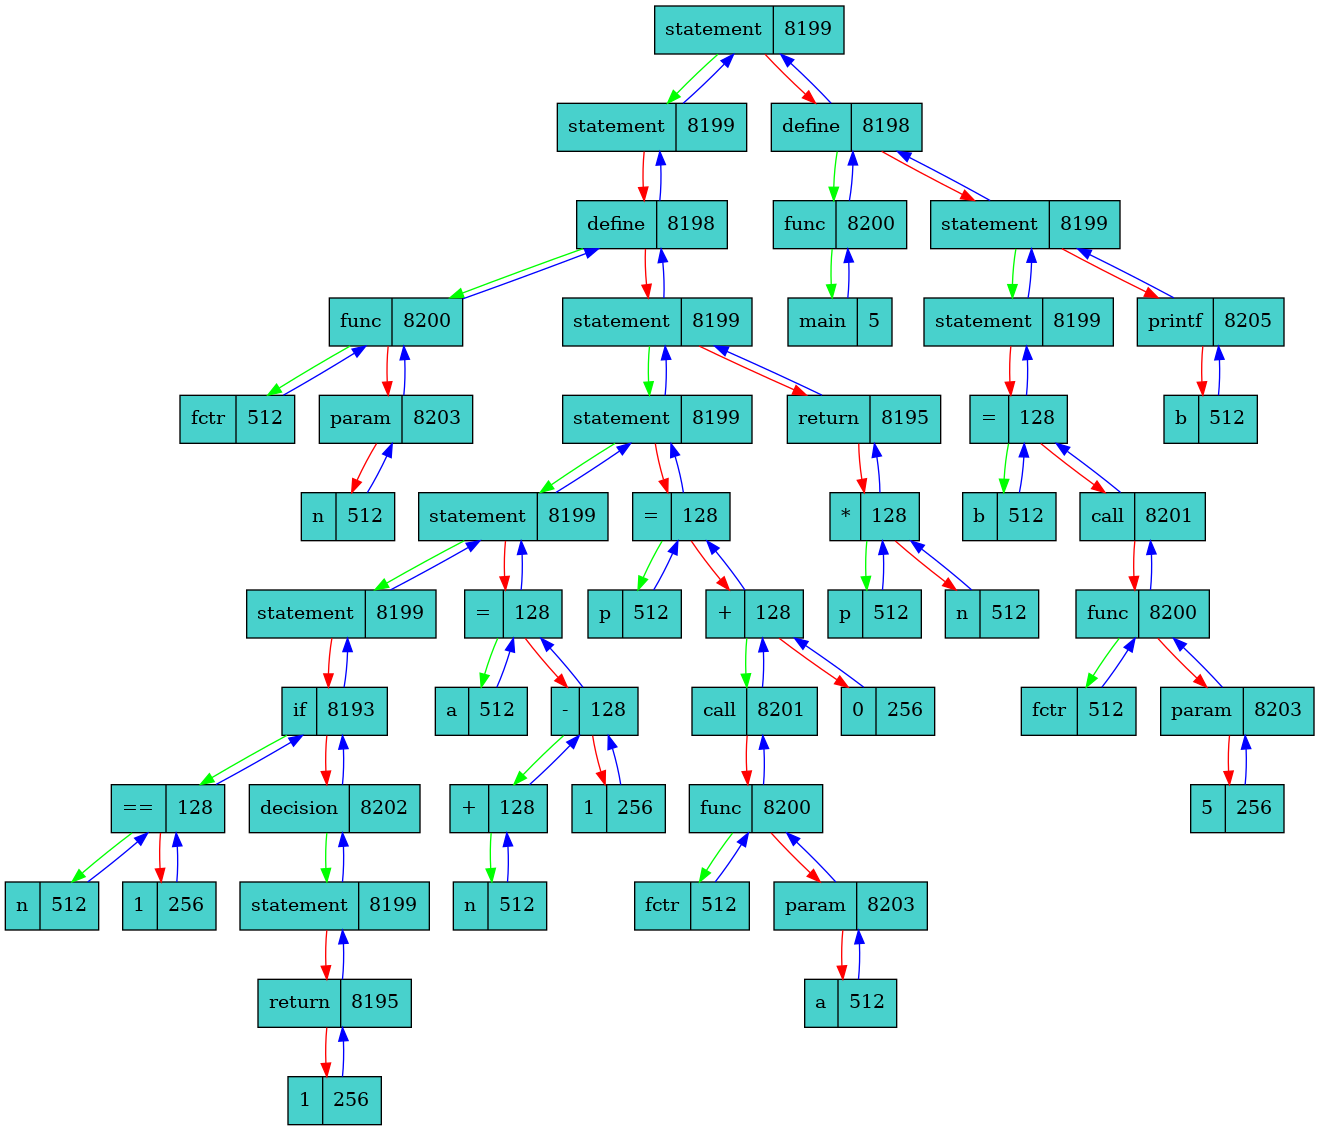 statement 8199
statement 8199 define 8198
define 8198 func 8200 statement 8199
func 8200 statement 8199 main 5 statement 8199 printf 8205
fctr 512 param 8203 statement 8199 return 8195 = 128 b 512
n 512 statement 8199 = 128 * 128 b 512 call 8201
statement 8199 = 128 p 512 + 128 p 512 n 512 func 8200
if 8193 a 512 - 128 call 8201 0 256 fctr 512 param 8203
== 128 decision 8202 + 128 1 256 func 8200 5 256
n 512 1 256 statement 8199 n 512 fctr 512 param 8203
return 8195 a 512
1 256